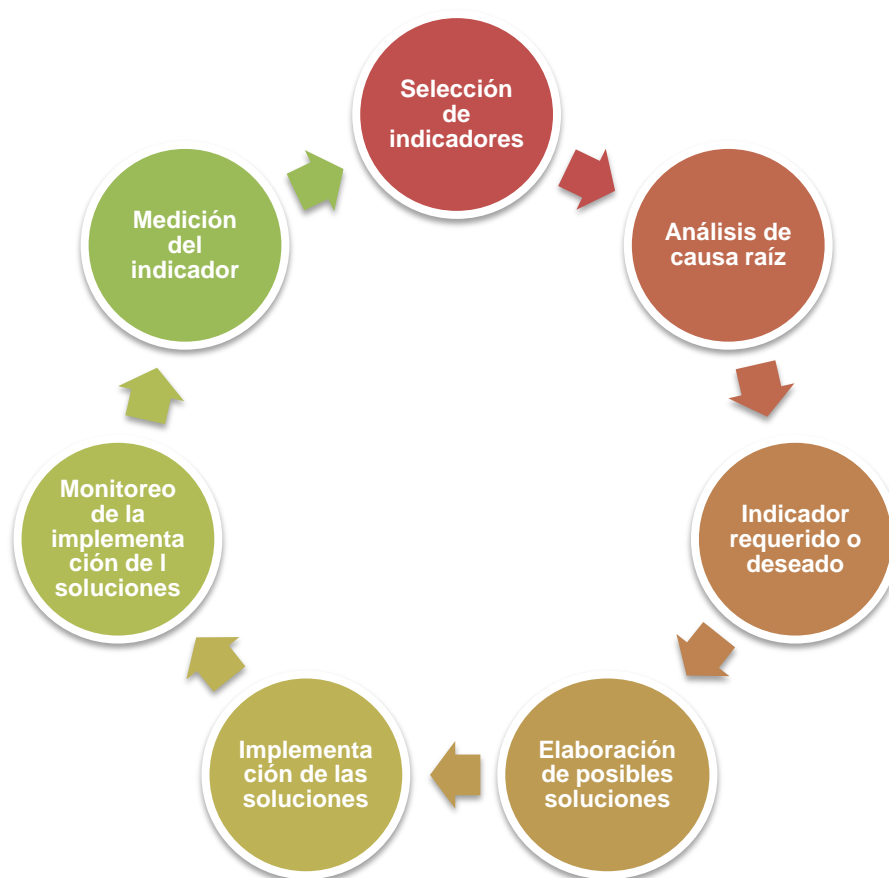 Selección
de
indicadores
Análisis de
causa raíz
Indicador
requerido o
deseado
Elaboración
de posibles
soluciones
Implementa
ción de las
soluciones
Monitoreo
de la
implementa
ción de l
soluciones
Medición
del
indicador